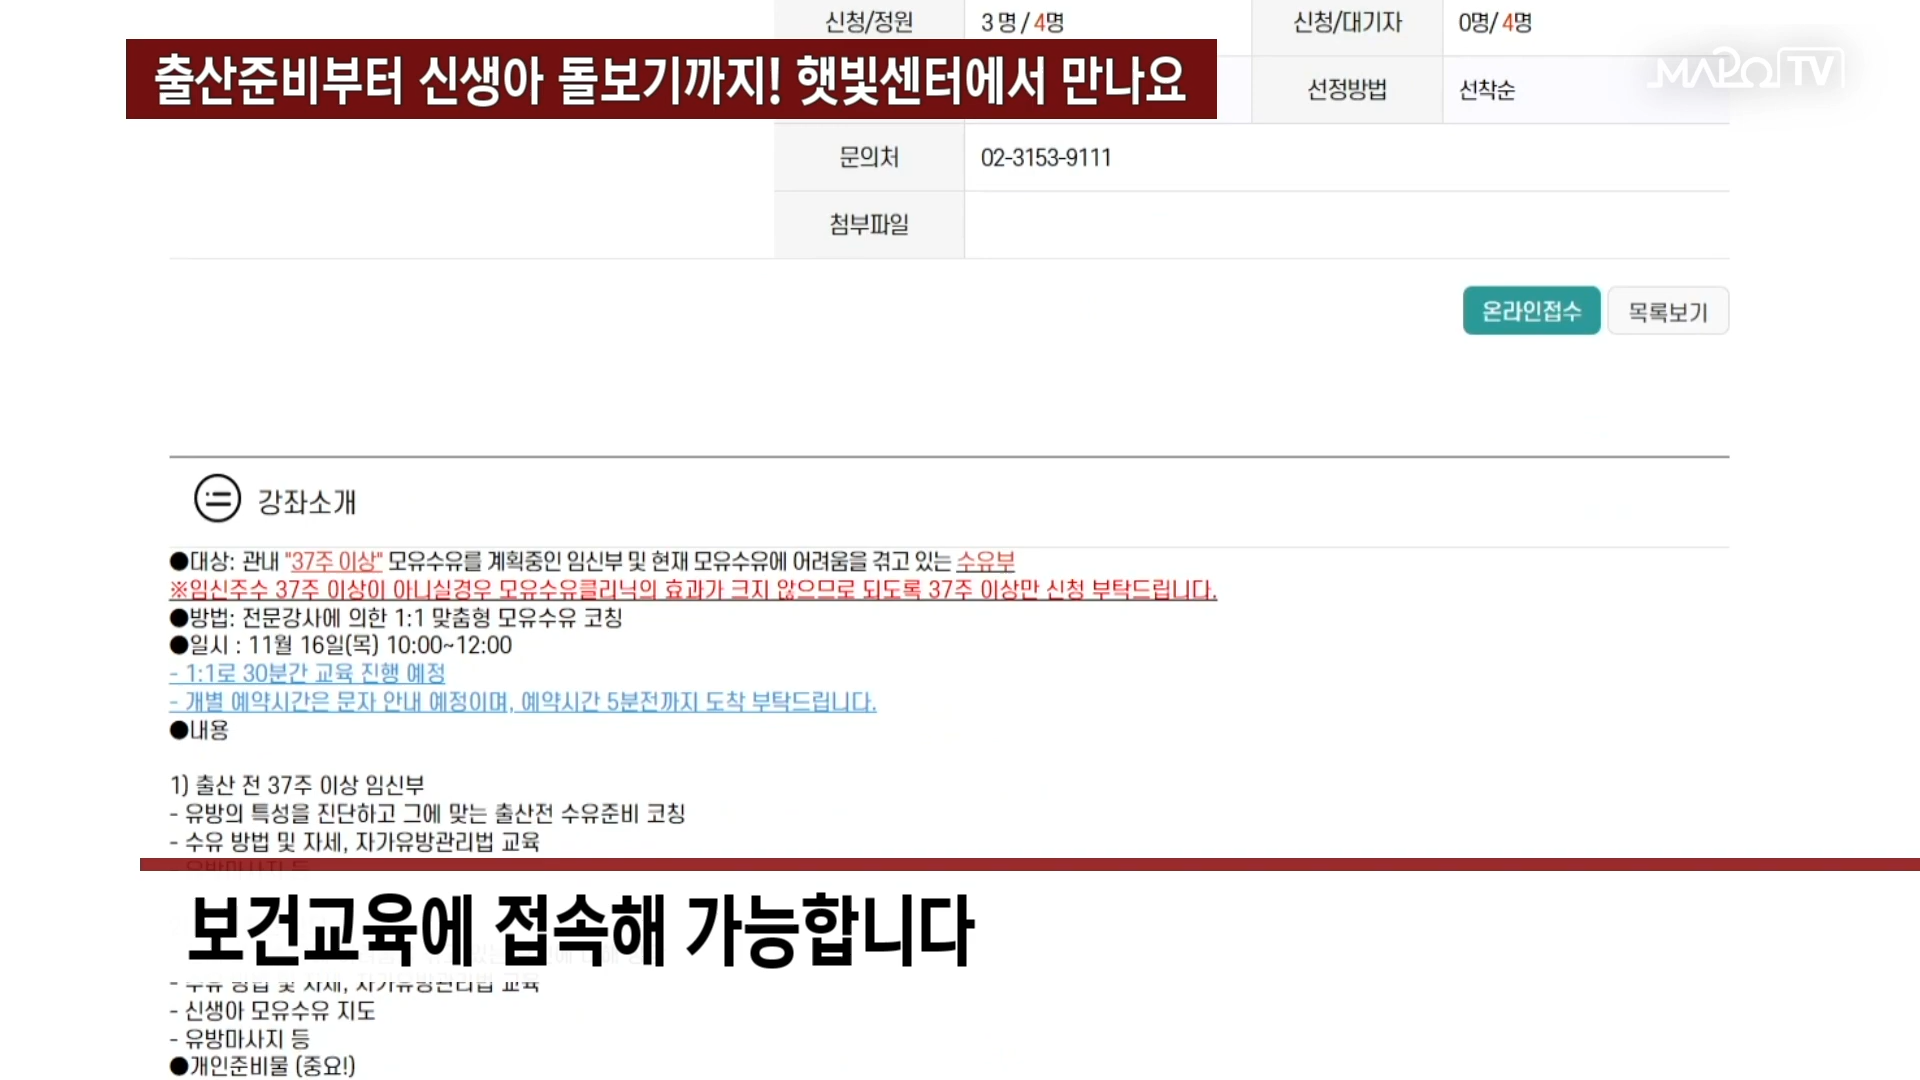 신청/정원 3 명 / 4명 신청/대기자 0명/ 4명
출산준비부터 신생아 돌보기까지! 햇빛센터에서 만나요
선정방법 선착순
MAPO TV
문의처 02-3153-9111
첨부파일
온라인접수 목록보기
강좌소개
●대상: 관내 "37주 이상" 모유수유를 계획중인 임신부 및 현재 모유수유에 어려움을 겪고 있는 수유부
※임신주수 37주 이상이 아니실경우 모유수유클리닉의 효과가 크지 않으므로 되도록 37주 이상만 신청 부탁드립니다.
●방법: 전문강사에 의한 1:1 맞춤형 모유수유 코칭
●일시 : 11월 16일(목) 10:00~12:00
- 1:1로 30분간 교육 진행 예정
- 개별 예약시간은 문자 안내 예정이며, 예약시간 5분전까지 도착 부탁드립니다.
●내용
1) 출산 전 37주 이상 임신부
- 유방의 특성을 진단하고 그에 맞는 출산전 수유준비 코칭
- 수유 방법 및 자세, 자가유방관리법 교육
보건교육에 접속해 가능합니다
- 수유 방법 및 자세, 자가유방관리법 교육
- 신생아 모유수유 지도
- 유방마사지 등
●개인준비물 (중요!)